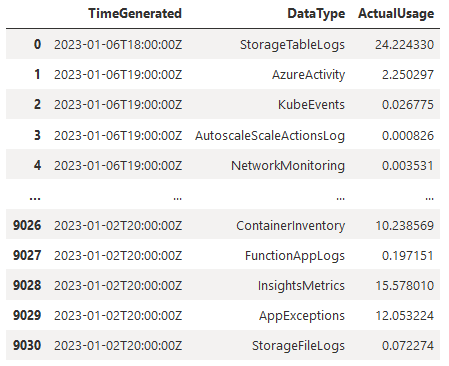 TimeGenerated DataType ActualUsage
0 2023-01-06T18:00:00Z StorageTableLogs 24.224330
1 2023-01-06T19:00:00Z AzureActivity 2.250297
2 2023-01-06T19:00:00Z KubeEvents 0.026775
3 2023-01-06T19:00:00Z AutoscaleScaleActionsLog 0.000826
4 2023-01-06T19:00:00Z NetworkMonitoring 0.003531
... ... ... ...
9026 2023-01-02T20:00:00Z ContainerInventory 10.238569
9027 2023-01-02T20:00:00Z FunctionAppLogs 0.197151
9028 2023-01-02T20:00:00Z InsightsMetrics 15.578010
9029 2023-01-02T20:00:00Z AppExceptions 12.053224
9030 2023-01-02T20:00:00Z StorageFileLogs 0.072274